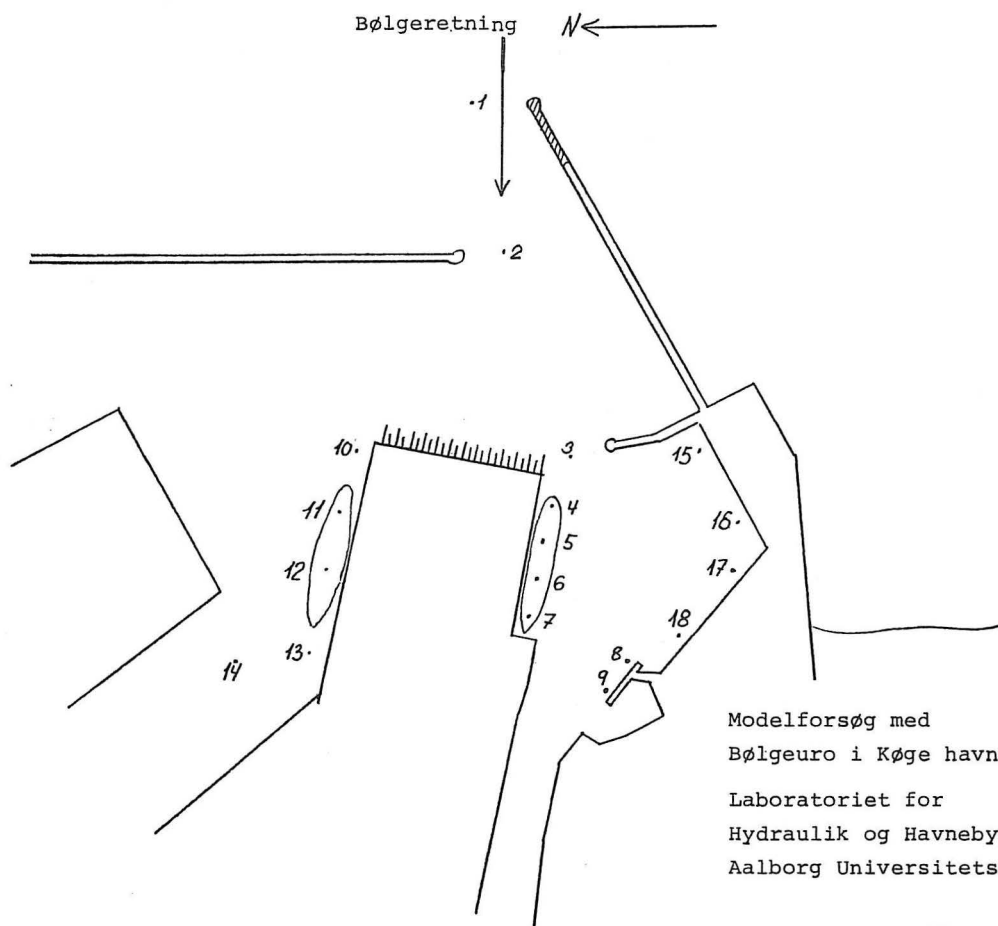 Bølgeretning N
.1
.2
10. 3
15.
11 4
5 16.
12 6 17.
7 18
13. 8
14 9
Modelforsøg med
Bølgeuro i Køge havn
Laboratoriet for
Hydraulik og Havneby
Aalborg Universitets